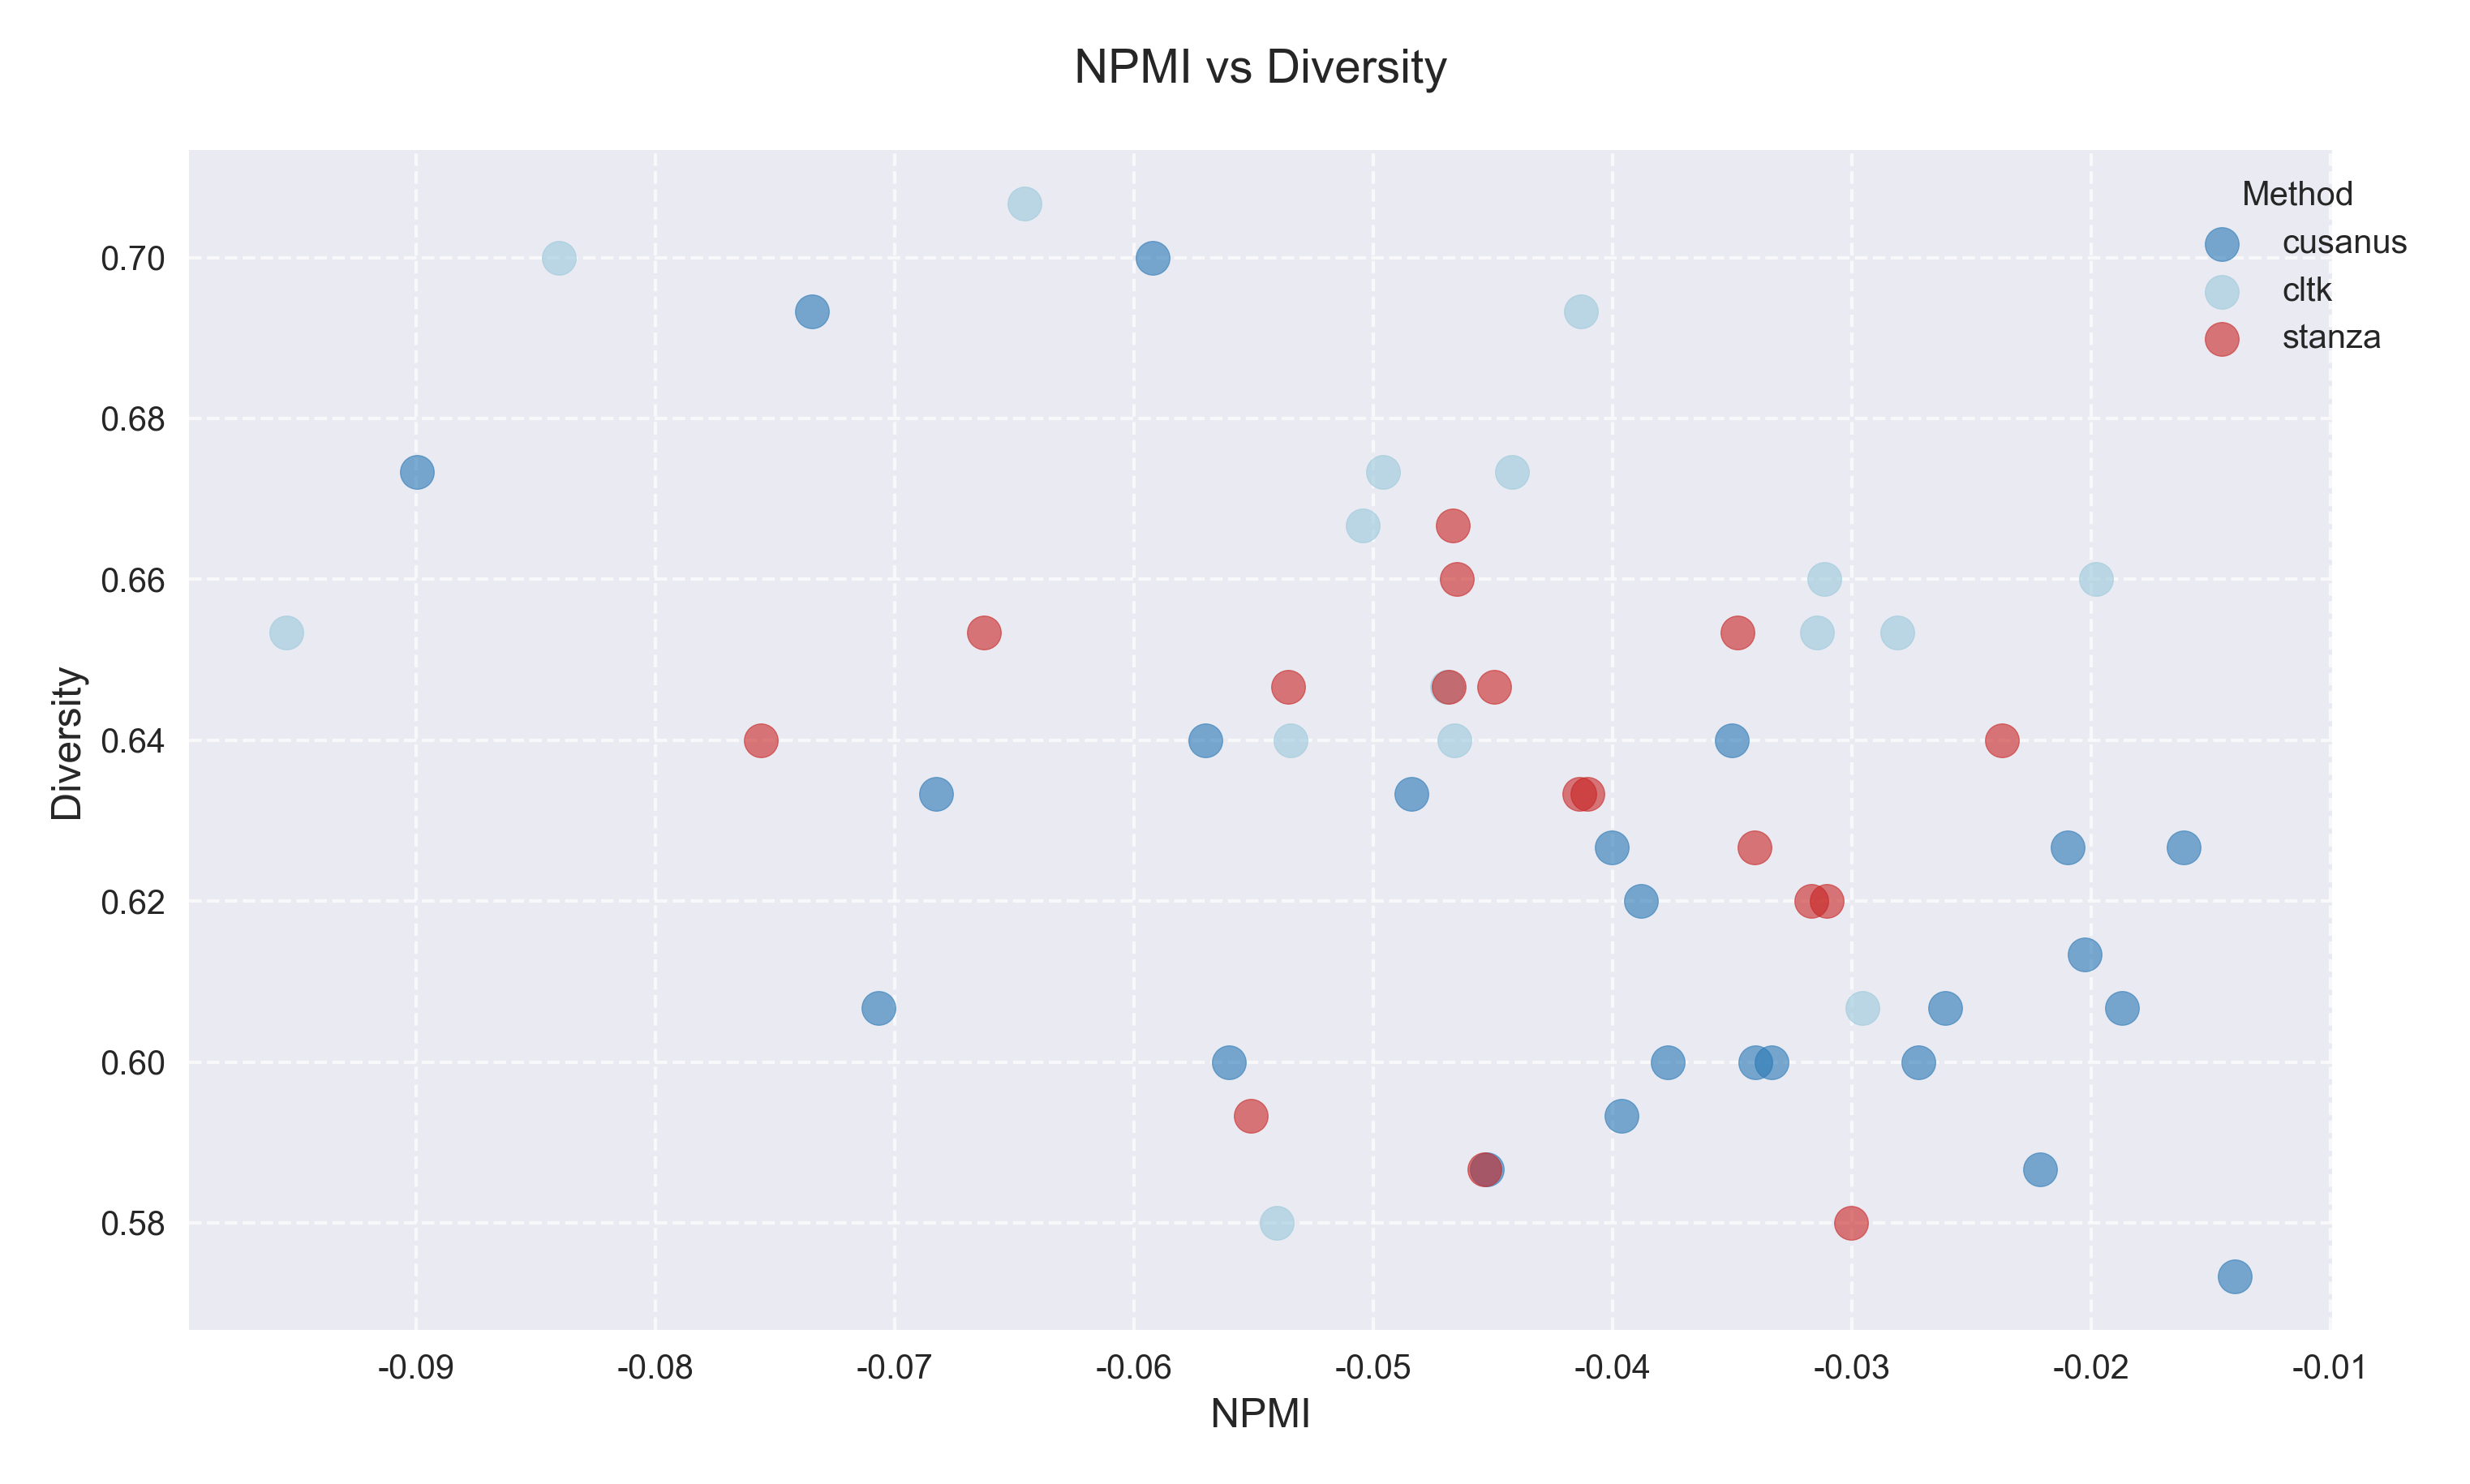 NPMI vs Diversity
Method
cusanus
cltk
stanza
Diversity
0.70
0.68
0.66
0.64
0.62
0.60
0.58
-0.09 -0.08 -0.07 -0.06 -0.05 -0.04 -0.03 -0.02 -0.01
NPMI